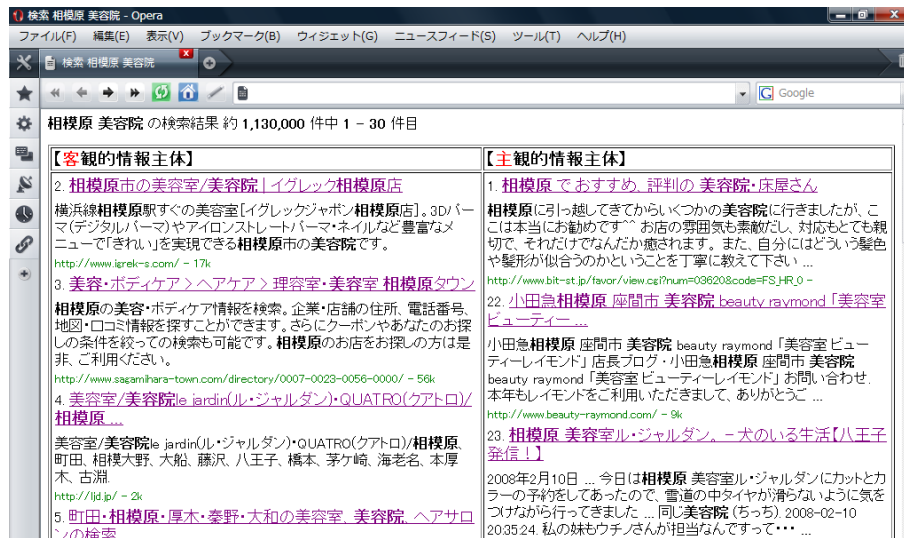 検索 相模原 美容院 - Opera
ファイル(F) 編集(E) 表示(V) ブックマーク(B) ウィジェット(G) ニュースフィード(S) ツール(T) ヘルプ(H)
検索 相模原 美容院
Google
相模原 美容院 の検索結果 約 1,130,000 件中 1 − 30 件目
【客観的情報主体】
2. 相模原市の美容室/美容院 | イグレック相模原店
横浜線相模原駅すぐの美容室[イグレックジャポン相模原店]。3Dパー
マ(デジタルパーマ)やアイロンストレートパーマ・ネイルなど豊富なメ
ニューで「きれい」を実現できる相模原市の美容院です。
http://www.igrek-s.com/ - 17k
3. 美容・ボディケア > ヘアケア > 理容室・美容室 相模原タウン
相模原の美容・ボディケア情報を検索。企業・店舗の住所、電話番号、
地図・口コミ情報を探すことができます。さらにクーポンやあなたのお探
しの条件を絞っての検索も可能です。相模原のお店をお探しの方は是
非、ご利用ください。
http://www.sagamihara-town.com/directory/0007-0023-0056-0000/ - 56k
4. 美容室/美容院le jardin(ル・ジャルダン)・QUATRO(クアトロ)/
相模原 ...
美容室/美容院le jardin(ル・ジャルダン)・QUATRO(クアトロ)/相模原、
町田、相模大野、大船、藤沢、八王子、橋本、茅ケ崎、海老名、本厚
木、古淵.
http://ljd.jp/ - 2k
5. 町田・相模原・厚木・秦野・大和の美容室、美容院、ヘアサロ
ンの検索
【主観的情報主体】
1. 相模原 で おすすめ、評判の 美容院・床屋さん
相模原に引っ越してきてからいくつかの美容院に行きましたが、こ
こは本当にお勧めです^^ お店の雰囲気も素敵だし、対応もとても親
切で、それだけでなんだか癒されます。また、自分にはどういう髪色
や髪形が似合うのかということを丁寧に教えて下さい ...
http://www.bit-st.jp/favor/view.cgi?num=03620&code=FS_HR_0 -
22. 小田急相模原 座間市 美容院 beauty raymond 「美容室
ビューティー ...
小田急相模原 座間市 美容院 beauty raymond 「美容室 ビュー
ティーレイモンド」 店長ブログ・小田急相模原 座間市 美容院
beauty raymond 「美容室 ビューティーレイモンド」 お問い合わせ.
本年もレイモンドをご利用いただきまして、ありがとうご ...
http://www.beauty-raymond.com/ - 9k
23. 相模原 美容室ル・ジャルダン。 − 犬のいる生活【八王子
発信！】
2008年2月10日 ... 今日は相模原 美容室ル・ジャルダンにカットとカ
ラーの予約をしてあったので、雪道の中タイヤが滑らないように気を
つけながら行ってきました ... 同じ美容院 (ちっち). 2008-02-10
20:35:24. 私の妹もウチノさんが担当なんですって・・・ ...